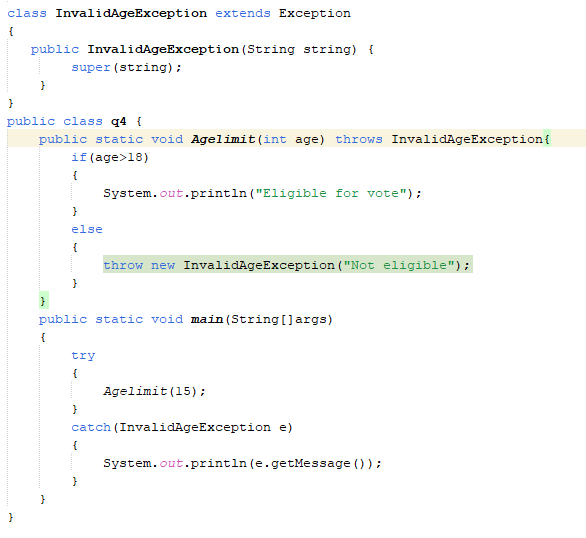 class InvalidAgeException extends Exception
{
public InvalidAgeException(String string) {
super(string);
}
}
public class q4 {
public static void Agelimit(int age) throws InvalidAgeException{
if(age>18)
{
System.out.println("Eligible for vote");
}
else
{
throw new InvalidAgeException("Not eligible");
}
}
public static void main(String[]args)
{
try
{
Agelimit(15);
}
catch(InvalidAgeException e)
{
System.out.println(e.getMessage());
}
}
}